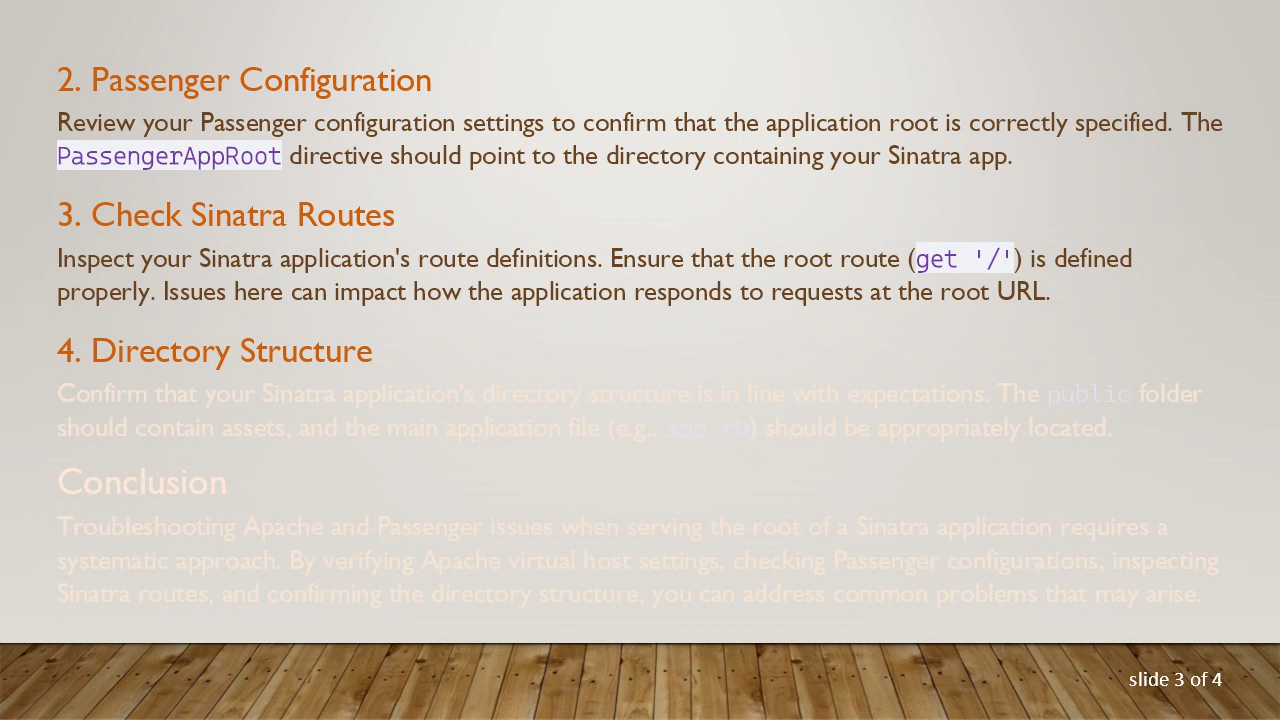 2. Passenger Configuration
Review your Passenger configuration settings to confirm that the application root is correctly specified. The
PassengerAppRoot directive should point to the directory containing your Sinatra app.
3. Check Sinatra Routes
Inspect your Sinatra application's route definitions. Ensure that the root route (get '/') is defined
properly. Issues here can impact how the application responds to requests at the root URL.
4. Directory Structure
Confirm that your Sinatra application's directory structure is in line with expectations. The public folder
should contain assets, and the main application file (e.g., app.rb) should be appropriately located.
Conclusion
Troubleshooting Apache and Passenger issues when serving the root of a Sinatra application requires a
systematic approach. By verifying Apache virtual host settings, checking Passenger configurations, inspecting
Sinatra routes, and confirming the directory structure, you can address common problems that may arise.
slide 3 of 4